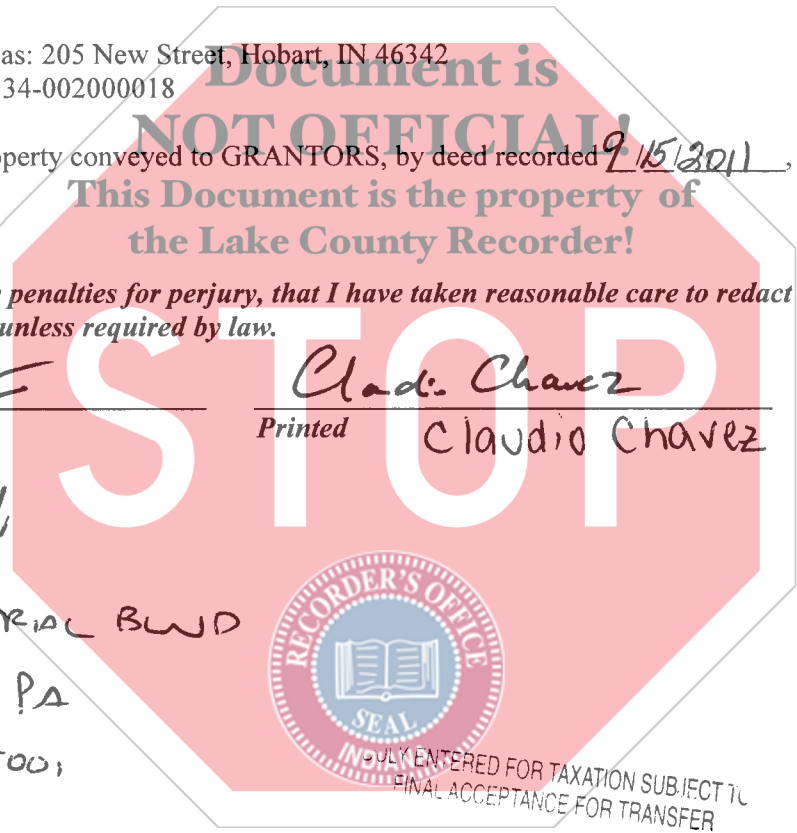 as: 205 New Street, Hobart, IN 46342
Document is
34-002000018
NOT OFFICIAL!
operty conveyed to GRANTORS, by deed recorded 9/15/2011,
This Document is the property of
the Lake County Recorder!
penalties for perjury, that I have taken reasonable care to redact
unless required by law.
STOP
Chavez
Printed Claudio Chavez
RECORDER'S OFFICE
RIAL BLVD
PA
SEAL
INDIANA
DULY ENTERED FOR TAXATION SUBJECT TO
FINAL ACCEPTANCE FOR TRANSFER